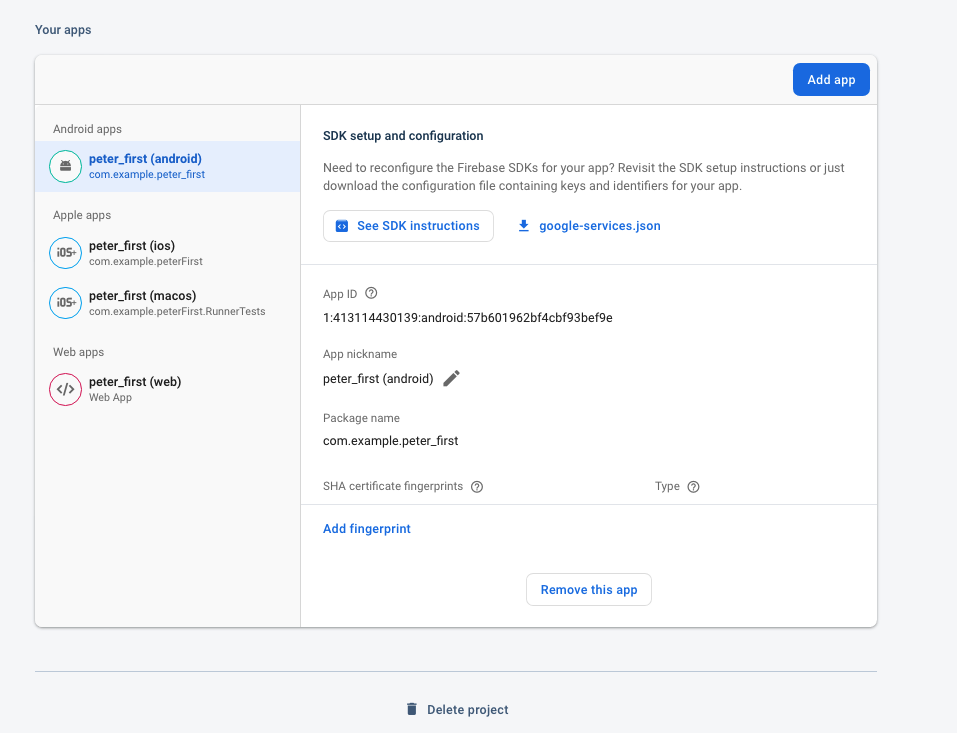 Your apps
Add app
Android apps
peter_first (android)
com.example.peter_first
Apple apps
iOS+
peter_first (ios)
com.example.peterFirst
iOS+
peter_first (macos)
com.example.peterFirst.RunnerTests
Web apps
</>
peter_first (web)
Web App
SDK setup and configuration
Need to reconfigure the Firebase SDKs for your app? Revisit the SDK setup instructions or just
download the configuration file containing keys and identifiers for your app.
See SDK instructions
google-services.json
App ID
1:413114430139:android:57b601962bf4cbf93bef9e
App nickname
peter_first (android)
Package name
com.example.peter_first
SHA certificate fingerprints
Type
Add fingerprint
Remove this app
Delete project